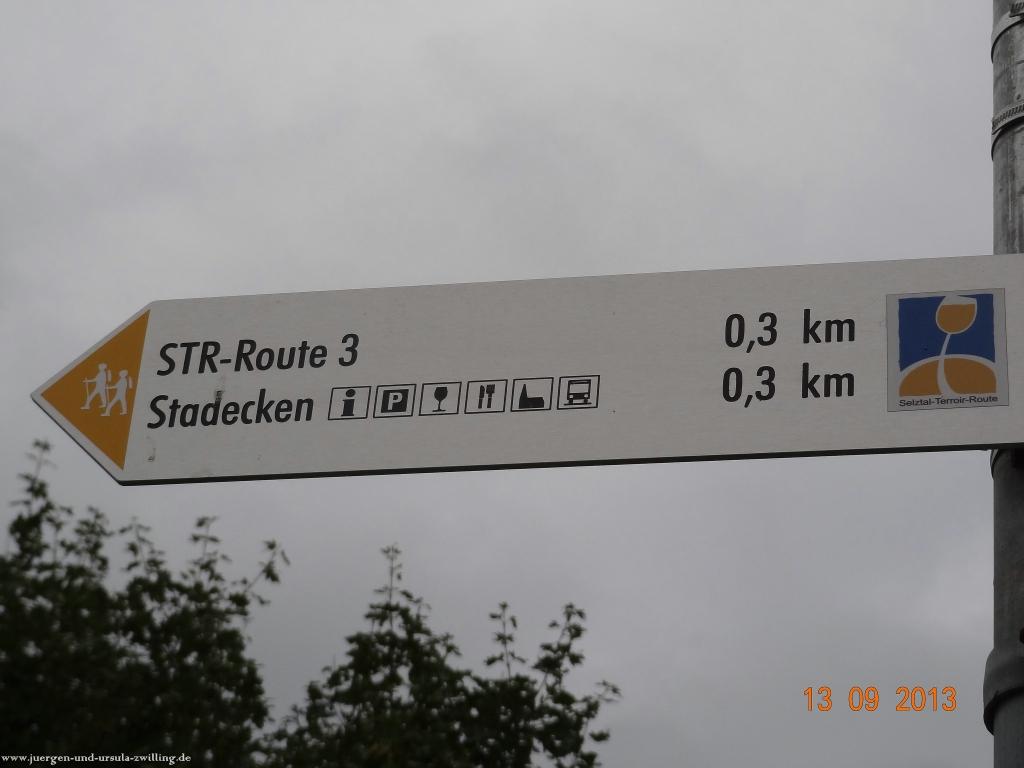 STR-Route 3 0,3 km
Stadecken i P 0,3 km
Selztal-Terroir-Route
13 09 2013
www.juergen-und-ursula-zwilling.de